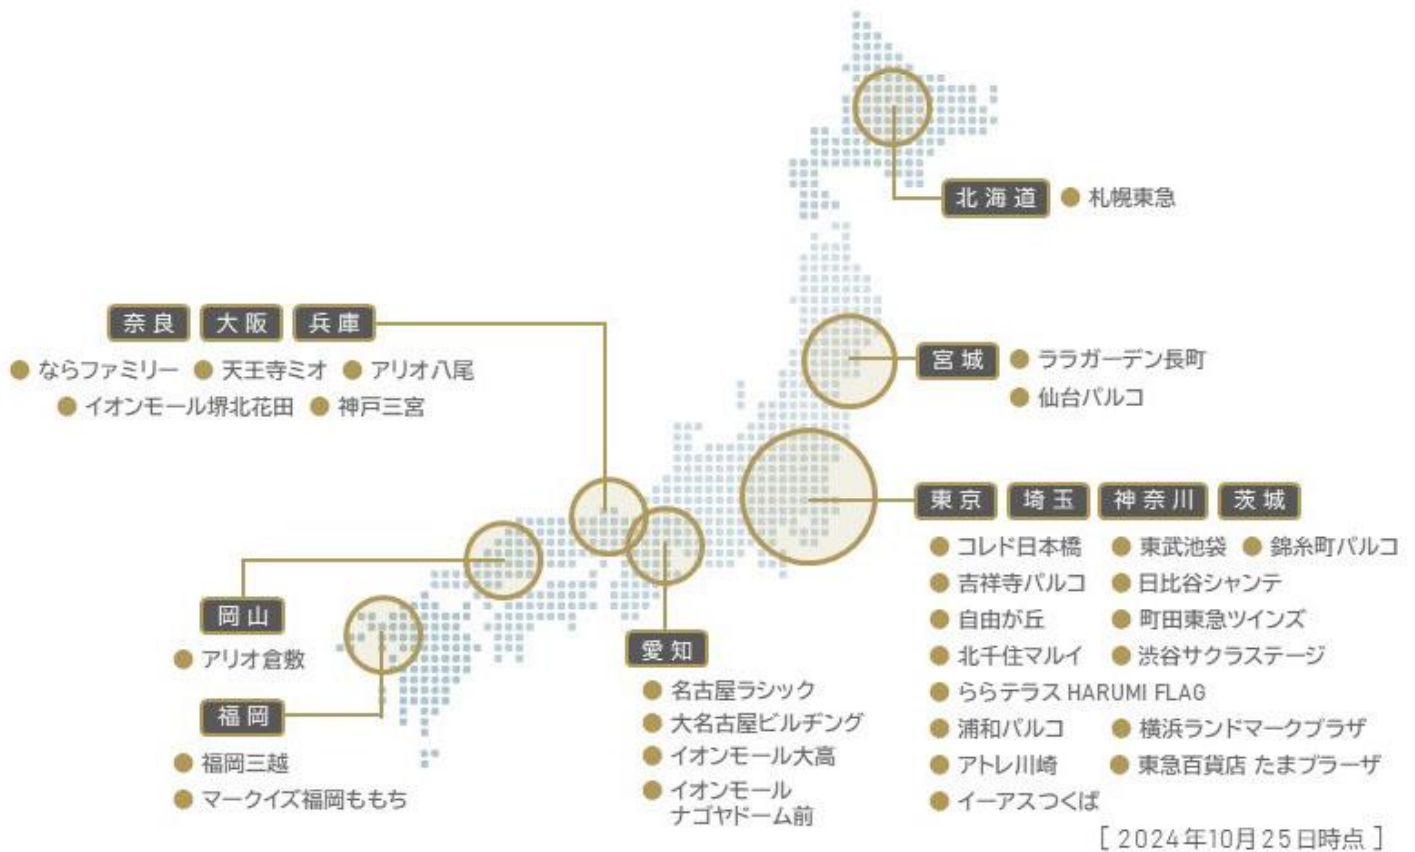 北海道 ● 札幌東急
奈良 大阪 兵庫
● ならファミリー ● 天王寺ミオ ● アリオ八尾
● イオンモール堺北花田 ● 神戸三宮
宮城 ● ララガーデン長町
● 仙台パルコ
東京 埼玉 神奈川 茨城
● コレド日本橋 ● 東武池袋 ● 錦糸町パルコ
● 吉祥寺パルコ ● 日比谷シャンテ
● 自由が丘 ● 町田東急ツインズ
● 北千住マルイ ● 渋谷サクラステージ
● ららテラス HARUMI FLAG
● 浦和パルコ ● 横浜ランドマークプラザ
● アトレ川崎 ● 東急百貨店 たまプラーザ
● イーアスつくば
岡山
● アリオ倉敷
福岡
● 福岡三越
● マークイズ福岡ももち
愛知
● 名古屋ラシック
● 大名古屋ビルヂング
● イオンモール大高
● イオンモール
ナゴヤドーム前
[ 2024年10月25日時点 ]